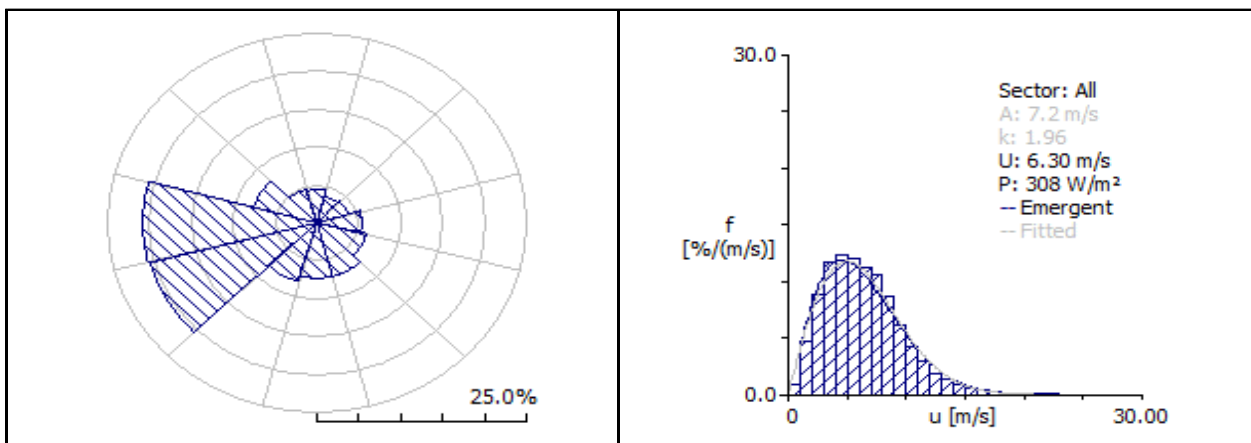 25.0%
30.0
f
[%/(m/s)]
0.0
0
u [m/s]
30.00
Sector: All
A: 7.2 m/s
k: 1.96
U: 6.30 m/s
P: 308 W/m²
-- Emergent
-- Fitted